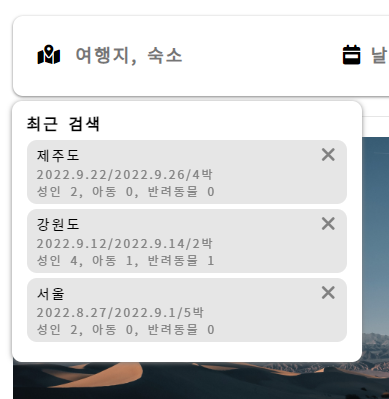 여행지, 숙소
날
최근 검색
제주도
2022.9.22/2022.9.26/4박
성인 2, 아동 0, 반려동물 0
강원도
2022.9.12/2022.9.14/2박
성인 4, 아동 1, 반려동물 1
서울
2022.8.27/2022.9.1/5박
성인 2, 아동 0, 반려동물 0